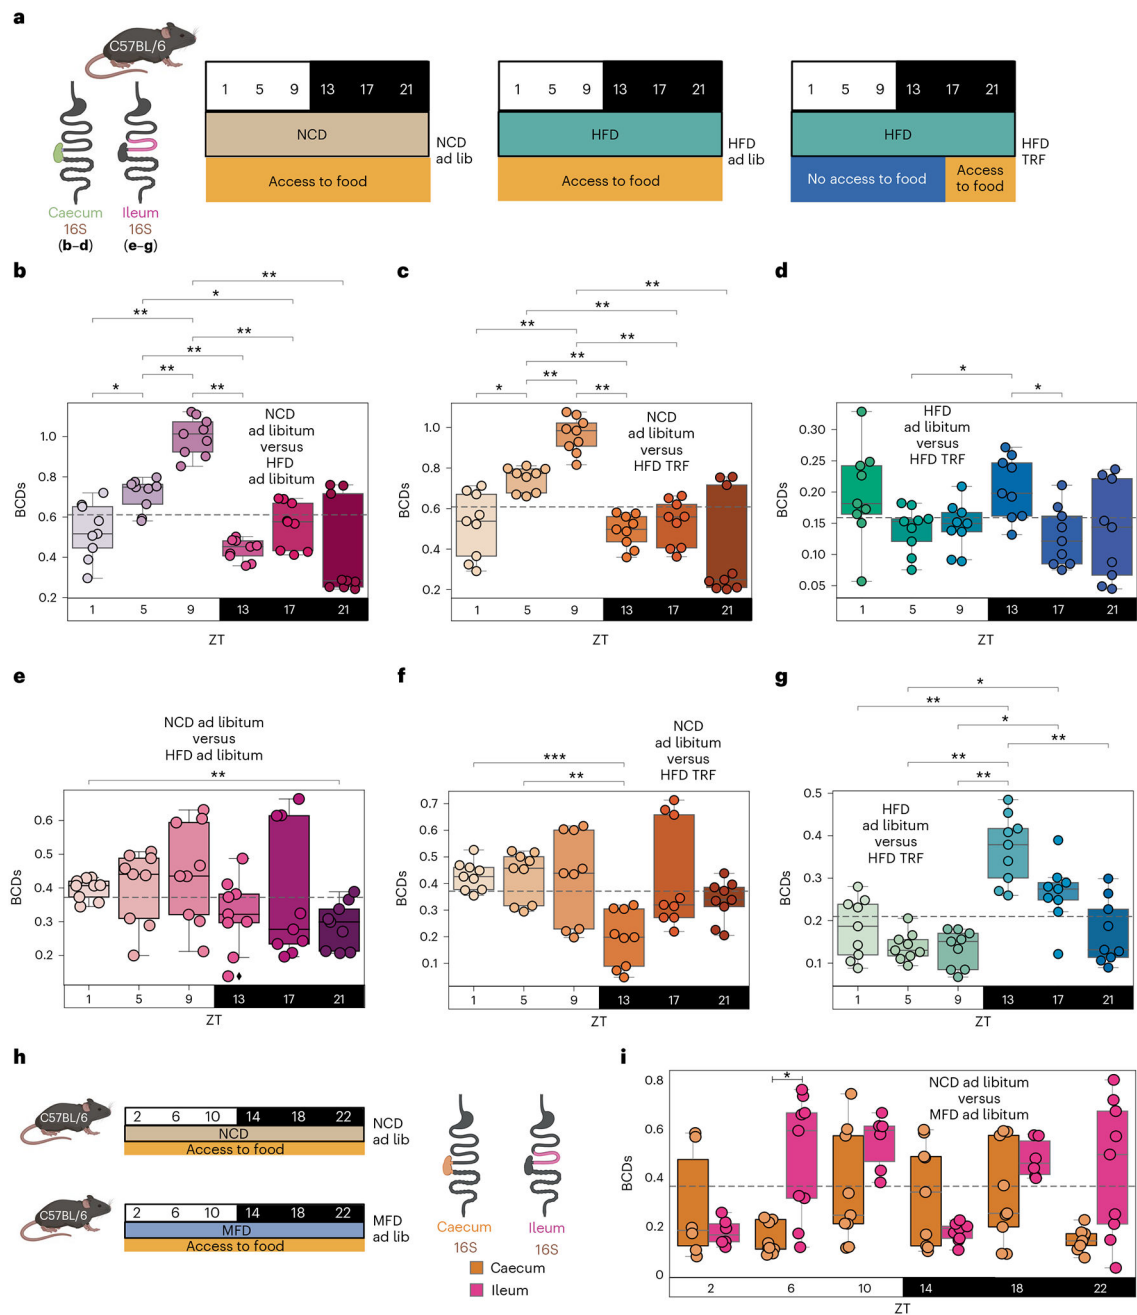 a
C57BL/6
Caecum
16S
(b–d)
Ileum
16S
(e–g)
1 5 9 13 17 21
NCD
Access to food
NCD
ad lib
1 5 9 13 17 21
HFD
Access to food
HFD
ad lib
1 5 9 13 17 21
HFD
No access to food
Access
to food
HFD
TRF
b
**
*
**
**
**
**
*
**
NCD
ad libitum
versus
HFD
ad libitum
BCDs
1.0
0.8
0.6
0.4
0.2
1 5 9 13 17 21
ZT
c
**
**
**
**
**
**
*
**
NCD
ad libitum
versus
HFD TRF
BCDs
1.0
0.8
0.6
0.4
0.2
1 5 9 13 17 21
ZT
d
*
*
HFD
ad libitum
versus
HFD TRF
BCDs
0.30
0.25
0.20
0.15
0.10
0.05
1 5 9 13 17 21
ZT
e
NCD ad libitum
versus
HFD ad libitum
**
BCDs
0.6
0.5
0.4
0.3
0.2
1 5 9 13 17 21
ZT
f
NCD
ad libitum
versus
HFD TRF
***
**
BCDs
0.7
0.6
0.5
0.4
0.3
0.2
0.1
1 5 9 13 17 21
ZT
g
*
**
*
**
**
**
HFD
ad libitum
versus
HFD TRF
BCDs
0.5
0.4
0.3
0.2
0.1
1 5 9 13 17 21
ZT
h
C57BL/6
2 6 10 14 18 22
NCD
Access to food
NCD
ad lib
C57BL/6
2 6 10 14 18 22
MFD
Access to food
MFD
ad lib
Caecum
16S
Ileum
16S
Caecum
Ileum
i
*
NCD ad libitum
versus
MFD ad libitum
BCDs
0.8
0.6
0.4
0.2
0
2 6 10 14 18 22
ZT